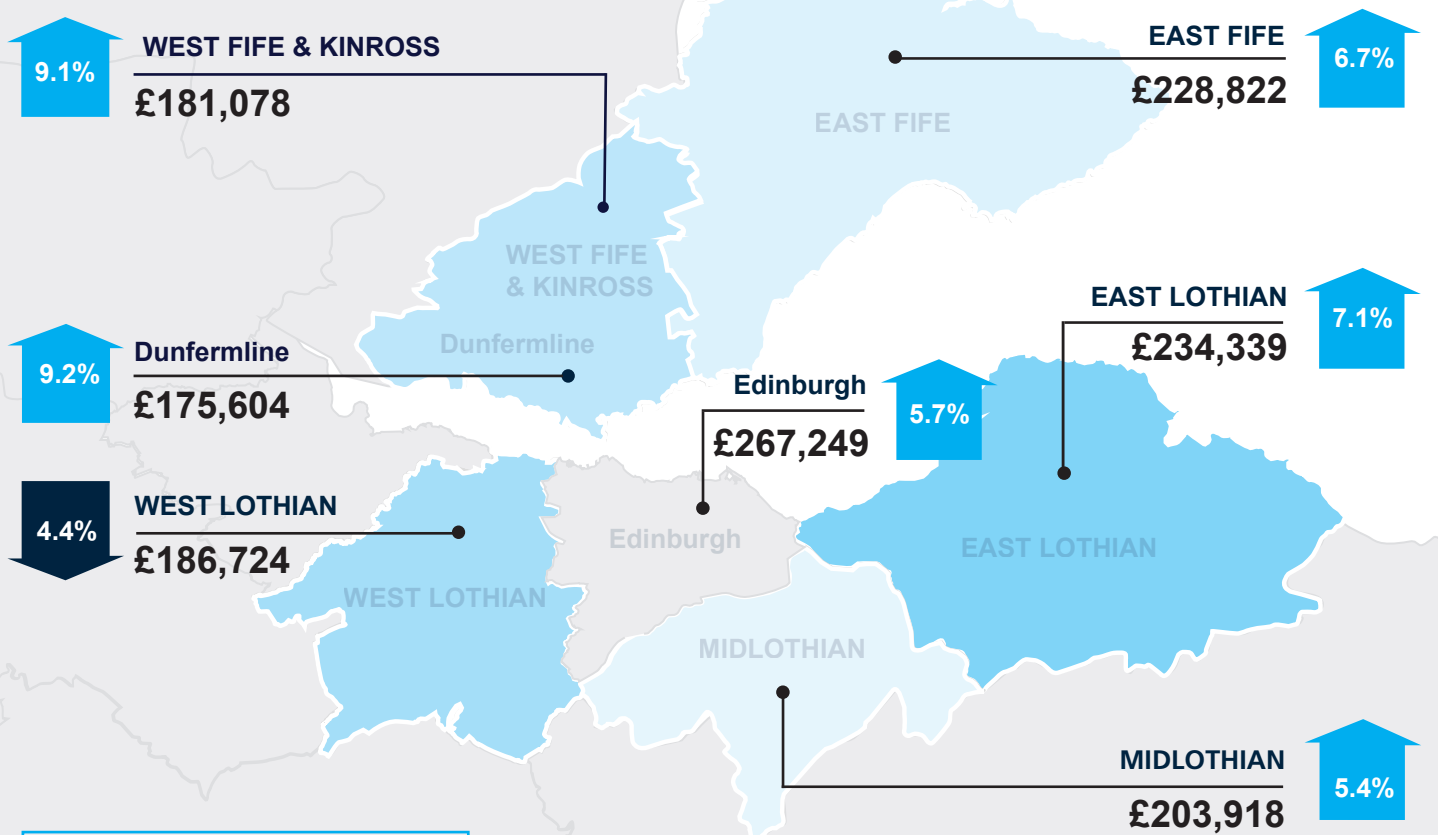 9.1%
WEST FIFE & KINROSS
£181,078
EAST FIFE
£228,822
6.7%
EAST FIFE
WEST FIFE
& KINROSS
Dunfermline
9.2%
Dunfermline
£175,604
EAST LOTHIAN
£234,339
7.1%
Edinburgh
£267,249
5.7%
4.4%
WEST LOTHIAN
£186,724
Edinburgh
EAST LOTHIAN
WEST LOTHIAN
MIDLOTHIAN
MIDLOTHIAN
£203,918
5.4%